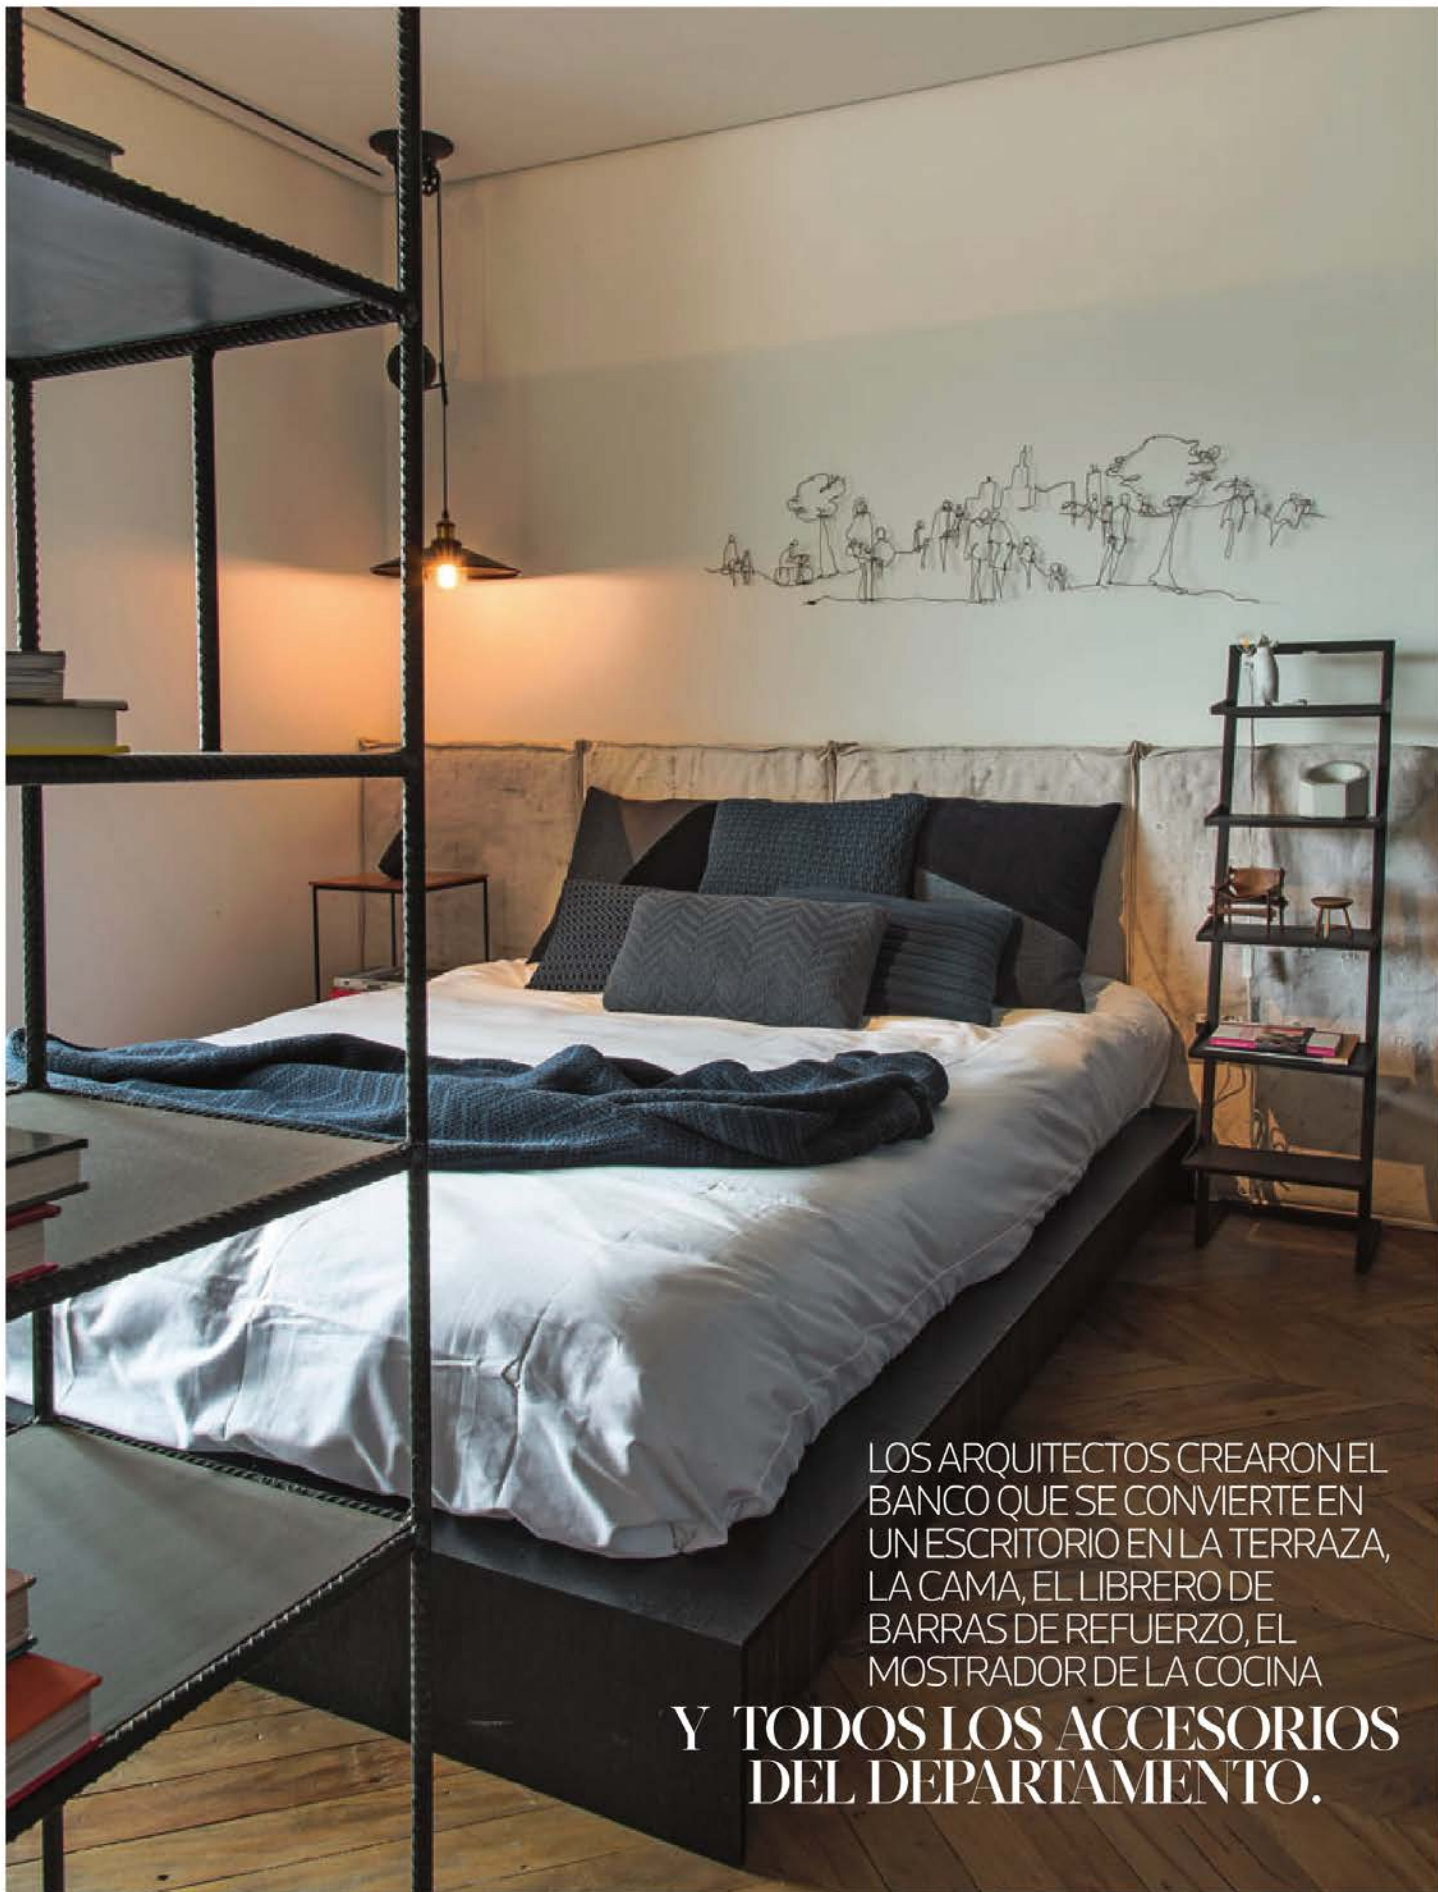 LOS ARQUITECTOS CREARON EL
BANCO QUE SE CONVIERTE EN
UN ESCRITORIO EN LA TERRAZA,
LA CAMA, EL LIBRERO DE
BARRAS DE REFUERZO, EL
MOSTRADOR DE LA COCINA
Y TODOS LOS ACCESORIOS
DEL DEPARTAMENTO.